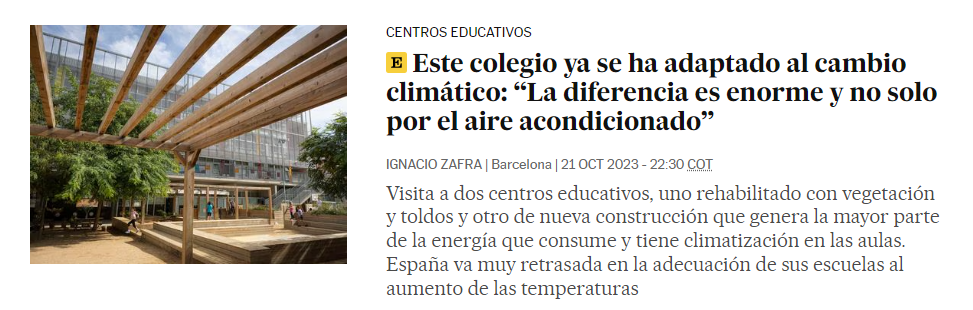 CENTROS EDUCATIVOS
E Este colegio ya se ha adaptado al cambio
climático: “La diferencia es enorme y no solo
por el aire acondicionado”
IGNACIO ZAFRA | Barcelona | 21 OCT 2023 - 22:30 COT
Visita a dos centros educativos, uno rehabilitado con vegetación
y toldos y otro de nueva construcción que genera la mayor parte
de la energía que consume y tiene climatización en las aulas.
España va muy retrasada en la adecuación de sus escuelas al
aumento de las temperaturas